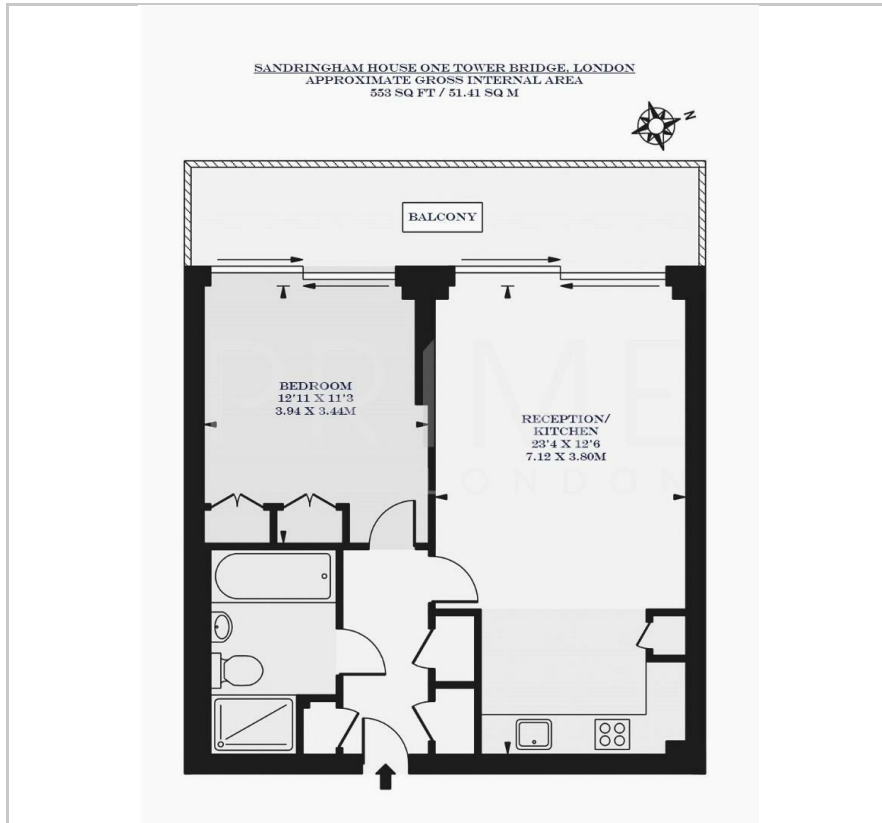 SANDRINGHAM HOUSE ONE TOWER BRIDGE, LONDON
APPROXIMATE GROSS INTERNAL AREA
553 SQ FT / 51.41 SQ M
N
BALCONY
PRIME
LONDON
BEDROOM
12'11 X 11'3
3.94 X 3.44M
RECEPTION/
KITCHEN
23'4 X 12'6
7.12 X 3.80M